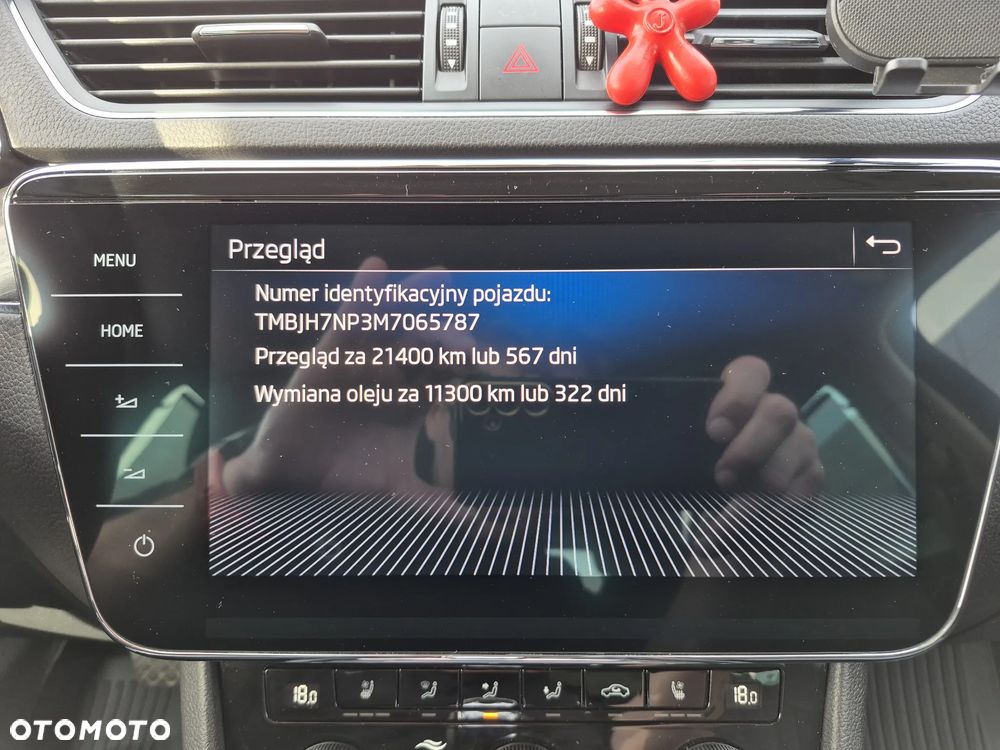 MENU
HOME
Przegląd
Numer identyfikacyjny pojazdu:
TMBJH7NP3M7065787
Przegląd za 21400 km lub 567 dni
Wymiana oleju za 11300 km lub 322 dni
18.0
18.0
OTOMOTO